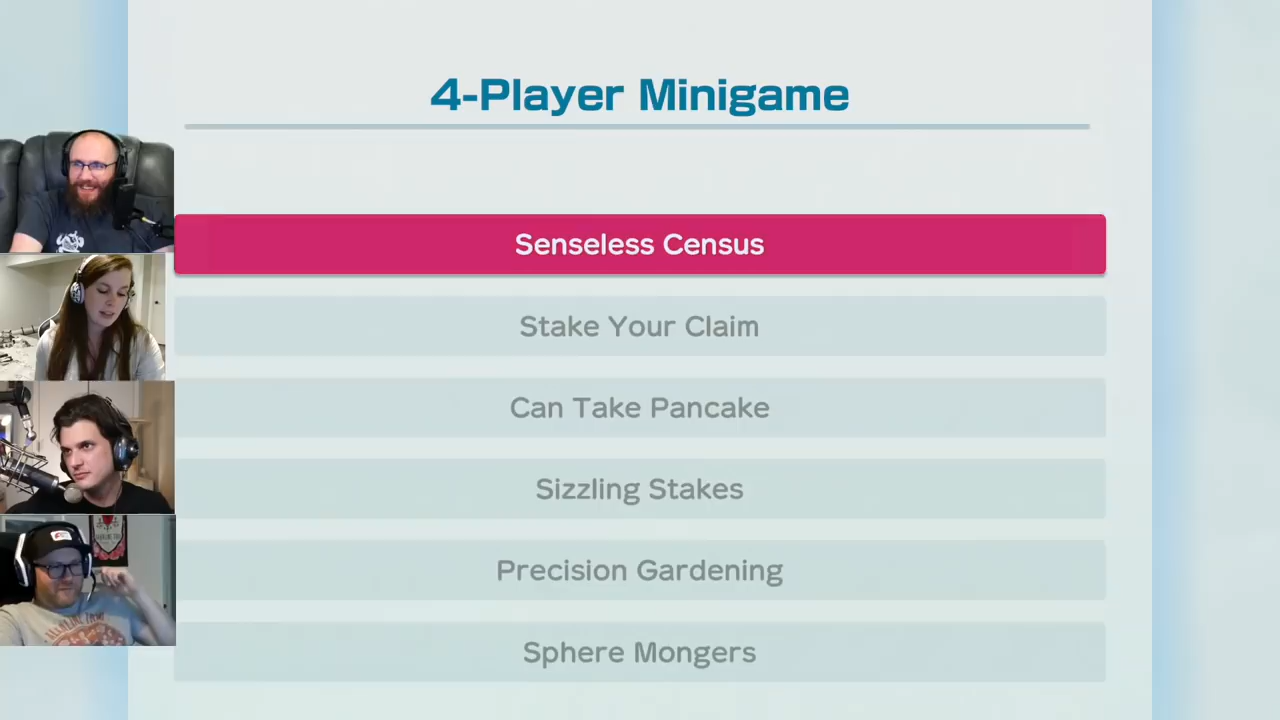 4-Player Minigame
Senseless Census
Stake Your Claim
Can Take Pancake
Sizzling Stakes
Precision Gardening
Sphere Mongers